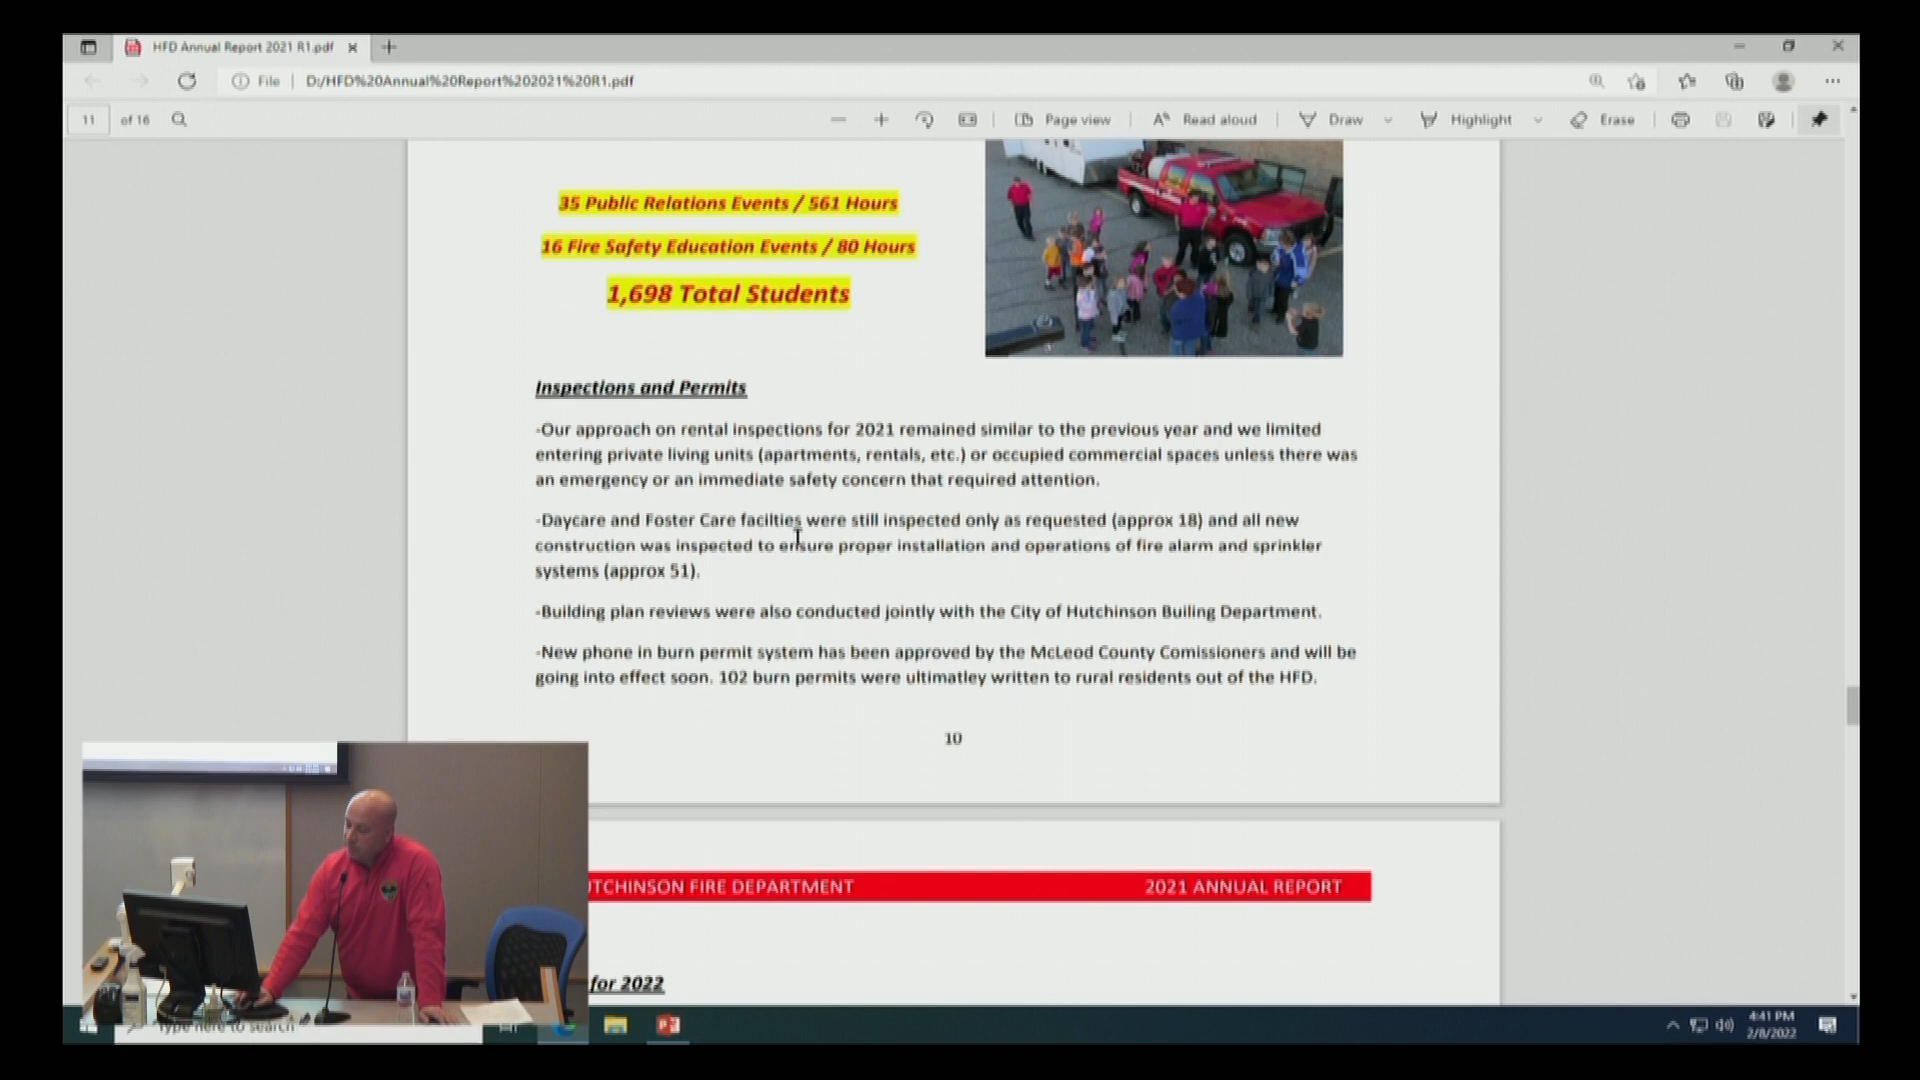 HFD Annual Report 2021 R1.pdf
File
D:/HFD%20Annual%20Report%202021%20R1.pdf
11
of 16
Page view
Read aloud
Draw
Highlight
Erase
35 Public Relations Events / 561 Hours
16 Fire Safety Education Events / 80 Hours
1,698 Total Students
Inspections and Permits
-Our approach on rental inspections for 2021 remained similar to the previous year and we limited
entering private living units (apartments, rentals, etc.) or occupied commercial spaces unless there was
an emergency or an immediate safety concern that required attention.
-Daycare and Foster Care facilties were still inspected only as requested (approx 18) and all new
construction was inspected to ensure proper installation and operations of fire alarm and sprinkler
systems (approx 51).
-Building plan reviews were also conducted jointly with the City of Hutchinson Builing Department.
-New phone in burn permit system has been approved by the McLeod County Comissioners and will be
going into effect soon. 102 burn permits were ultimatley written to rural residents out of the HFD.
10
UTCHINSON FIRE DEPARTMENT
2021 ANNUAL REPORT
for 2022
Type here to search
4:41 PM
2/8/2022